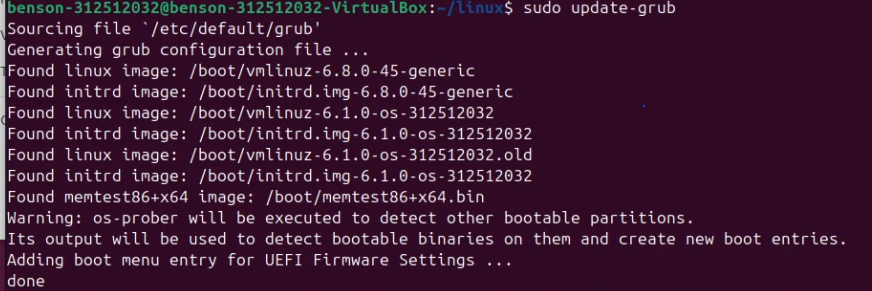 benson-312512032@benson-312512032-VirtualBox:~/linux$ sudo update-grub
Sourcing file `/etc/default/grub'
Generating grub configuration file ...
Found linux image: /boot/vmlinuz-6.8.0-45-generic
Found initrd image: /boot/initrd.img-6.8.0-45-generic
Found linux image: /boot/vmlinuz-6.1.0-os-312512032
Found initrd image: /boot/initrd.img-6.1.0-os-312512032
Found linux image: /boot/vmlinuz-6.1.0-os-312512032.old
Found initrd image: /boot/initrd.img-6.1.0-os-312512032
Found memtest86+x64 image: /boot/memtest86+x64.bin
Warning: os-prober will be executed to detect other bootable partitions.
Its output will be used to detect bootable binaries on them and create new boot entries.
Adding boot menu entry for UEFI Firmware Settings ...
done